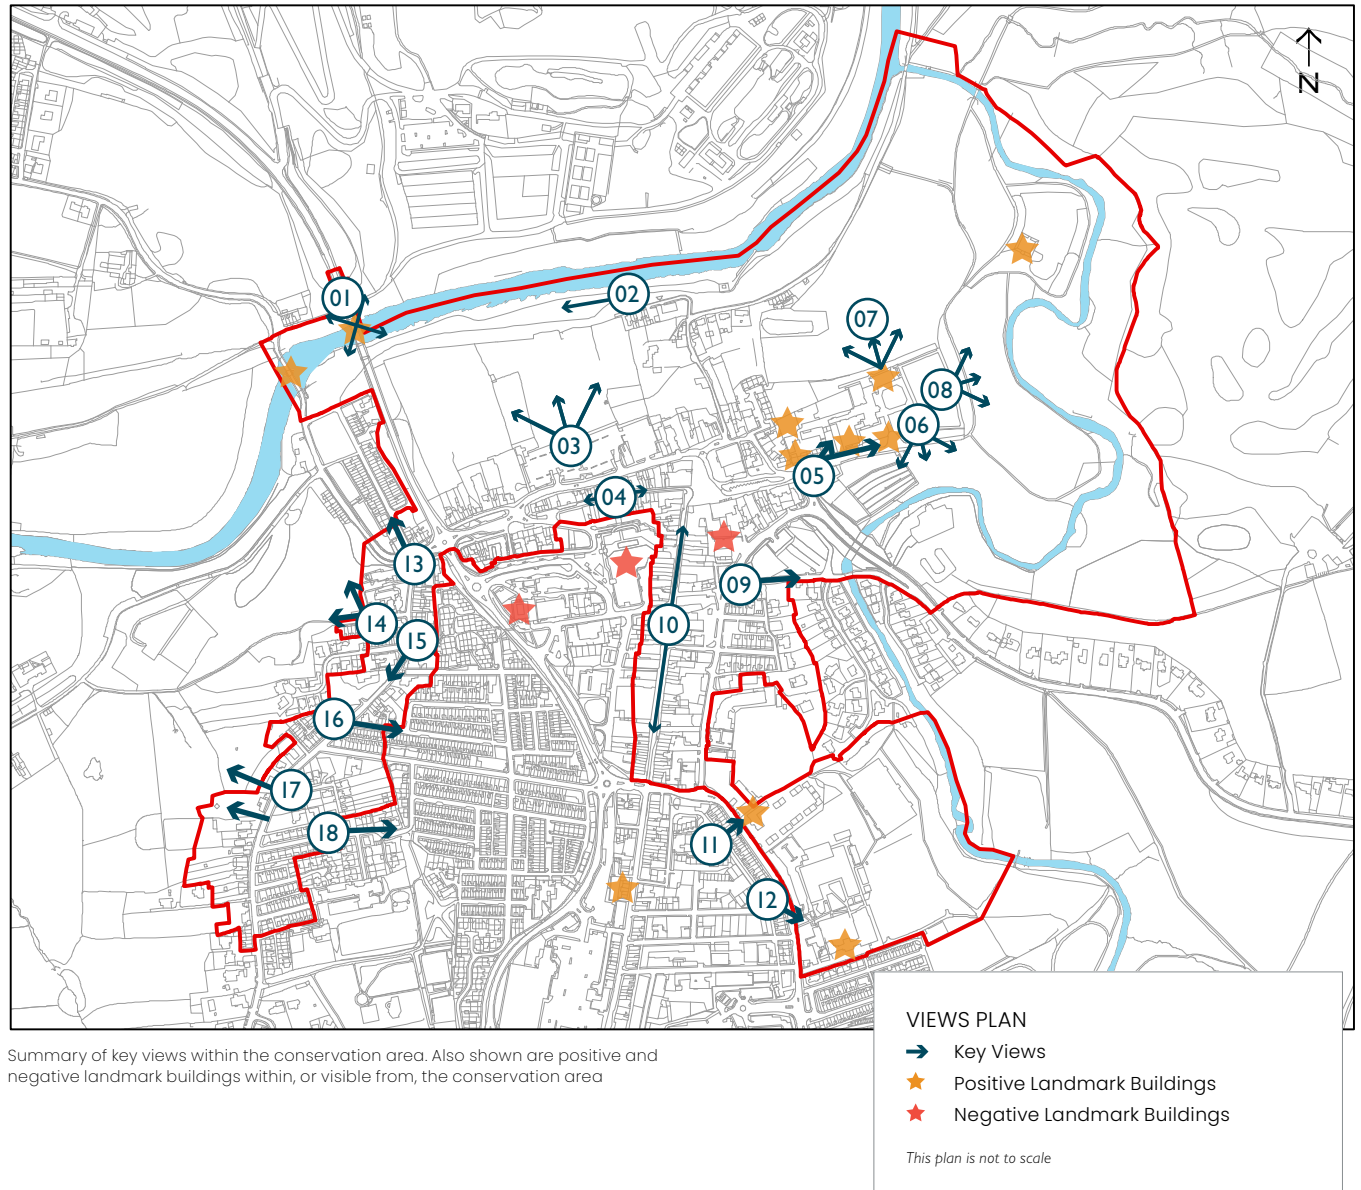 N
01
02
07
08
03
06
05
04
13
09
14
10
15
16
17
18
11
12
Summary of key views within the conservation area. Also shown are positive and
negative landmark buildings within, or visible from, the conservation area
VIEWS PLAN
Key Views
Positive Landmark Buildings
Negative Landmark Buildings
This plan is not to scale